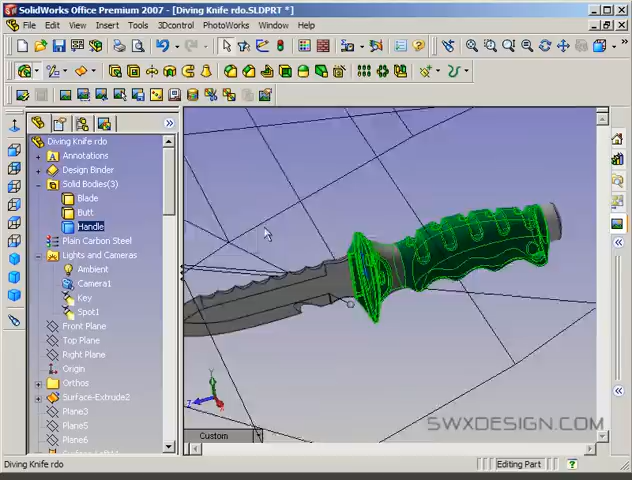 SolidWorks Office Premium 2007 - [Diving Knife rdo.SLDPRT *]
File Edit View Insert Tools 3Dcontrol PhotoWorks Window Help
Diving Knife rdo
Annotations
Design Binder
Solid Bodies(3)
Blade
Butt
Handle
Plain Carbon Steel
Lights and Cameras
Ambient
Camera1
Key
Spot1
Front Plane
Top Plane
Right Plane
Origin
Orthos
Surface-Extrude2
Plane3
Plane5
Plane6
Custom
SWXDESIGN.COM
Diving Knife rdo
Editing Part